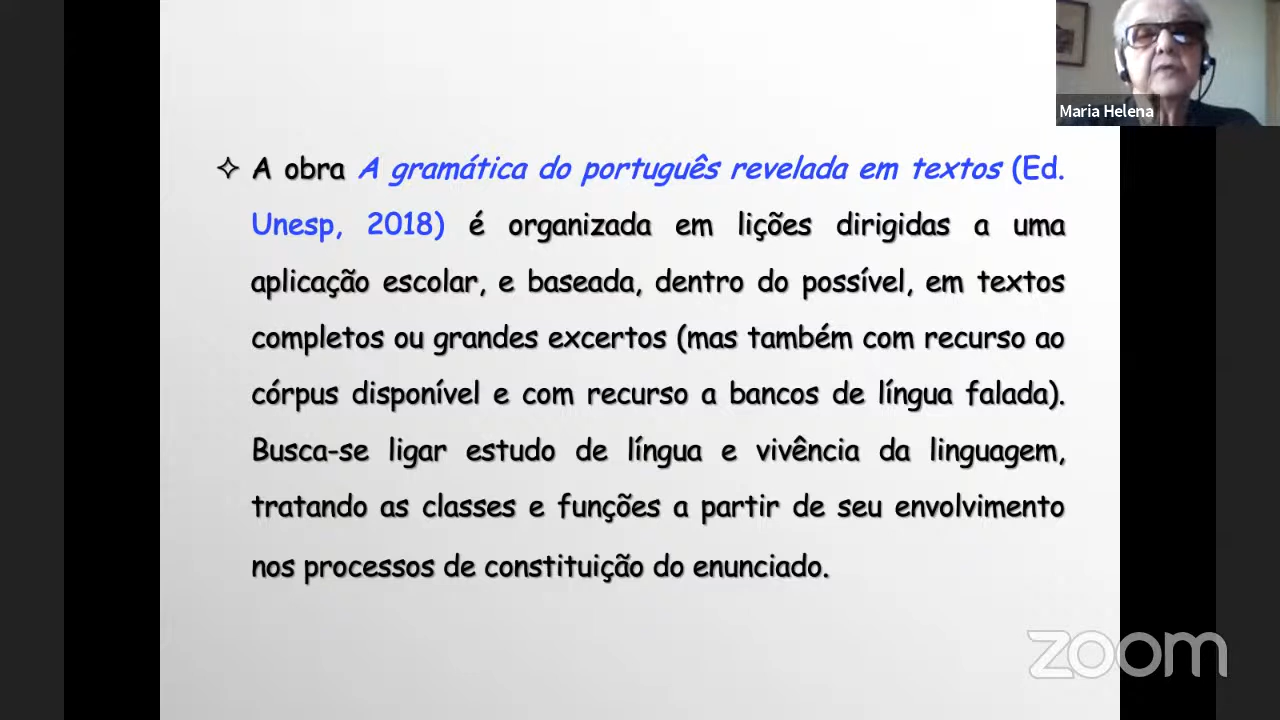 Maria Helena
✧ A obra A gramática do português revelada em textos (Ed.
Unesp, 2018) é organizada em lições dirigidas a uma
aplicação escolar, e baseada, dentro do possível, em textos
completos ou grandes excertos (mas também com recurso ao
córpus disponível e com recurso a bancos de língua falada).
Busca-se ligar estudo de língua e vivência da linguagem,
tratando as classes e funções a partir de seu envolvimento
nos processos de constituição do enunciado.
zoom